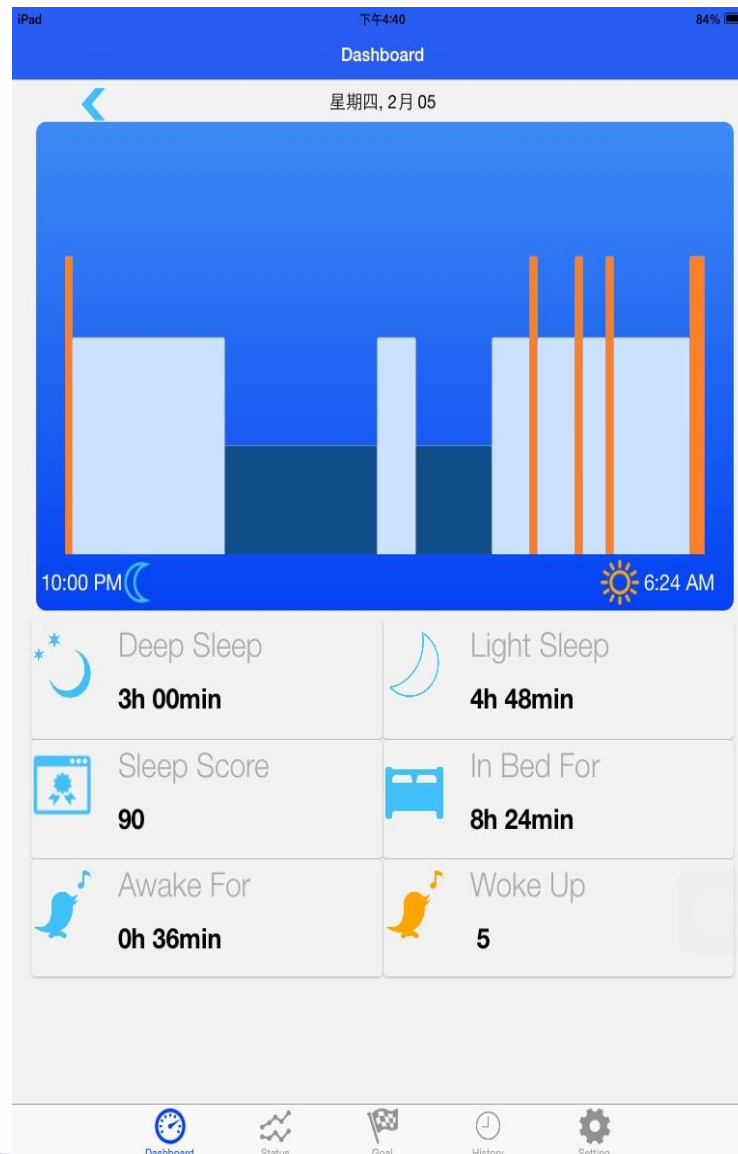 iPad 下午4:40 84%
Dashboard
星期四, 2月 05
10:00 PM 6:24 AM
Deep Sleep Light Sleep
3h 00min 4h 48min
Sleep Score In Bed For
90 8h 24min
Awake For Woke Up
0h 36min 5
Dashboard Status Goal History Setting